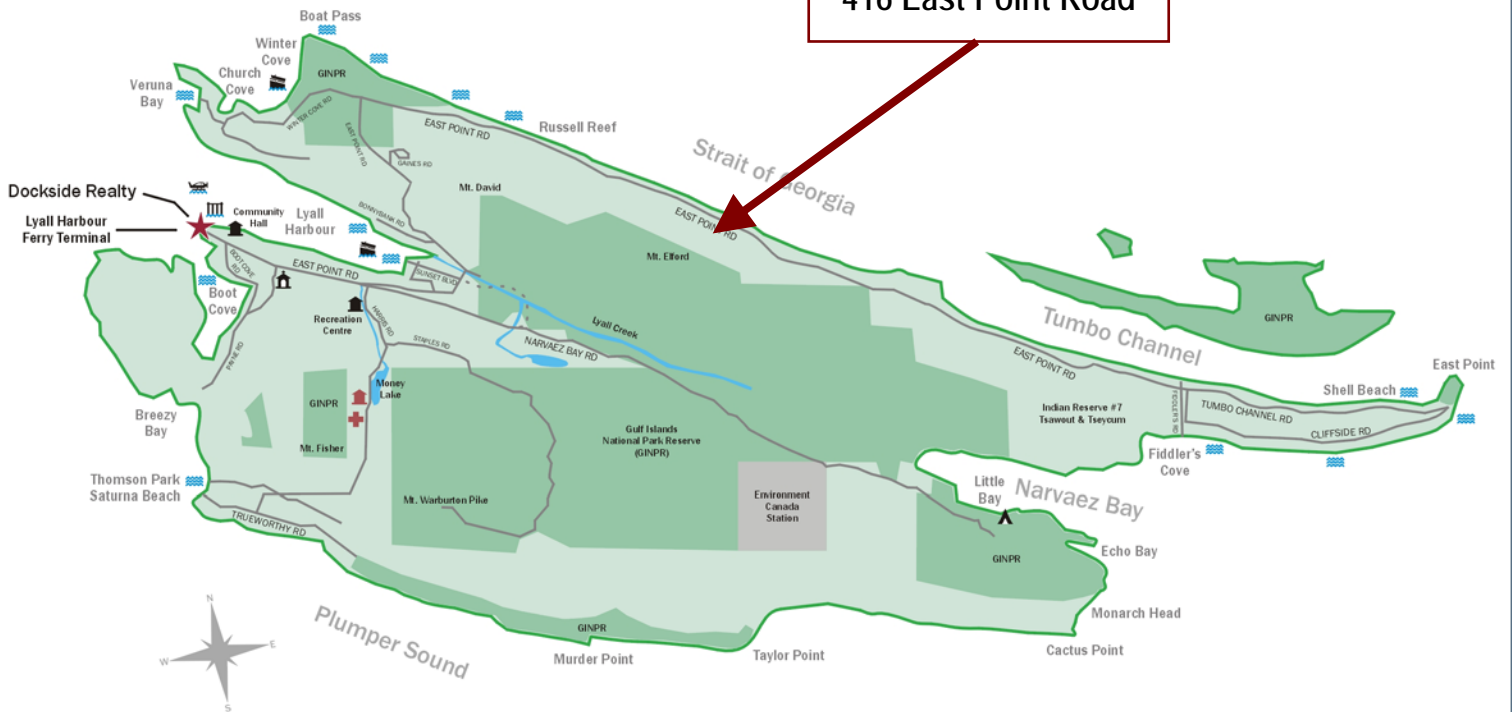 416 East Point Road
Boat Pass
Winter
Cove
Church
Cove
Veruna
Bay
GINPR
WINTER COVE RD
EAST POINT RD
EAST POINT RD
GAINES RD
Russell Reef
Strait of Georgia
Mt. David
BONNYBANK RD
EAST POINT RD
Mt. Elford
Dockside Realty
Lyall Harbour
Ferry Terminal
Community
Hall
Lyall
Harbour
BOOT COVE
RD
EAST POINT RD
SUNSET BLVD
Boot
Cove
Recreation
Centre
HARRIS RD
PAYNE RD
STAPLES RD
NARVAEZ BAY RD
Lyall Creek
Tumbo Channel
GINPR
EAST POINT RD
East Point
Shell Beach
Money
Lake
GINPR
Mt. Fisher
Breezy
Bay
Gulf Islands
National Park Reserve
(GINPR)
Indian Reserve #7
Tsawout & Tseycum
FIDDLERS RD
TUMBO CHANNEL RD
CLIFFSIDE RD
Fiddler's
Cove
Thomson Park
Saturna Beach
Mt. Warburton Pike
Environment
Canada
Station
Little
Bay
Narvaez Bay
TRUEWORTHY RD
GINPR
Echo Bay
Monarch Head
Cactus Point
Plumper Sound
GINPR
Murder Point
Taylor Point
N
W
E
S